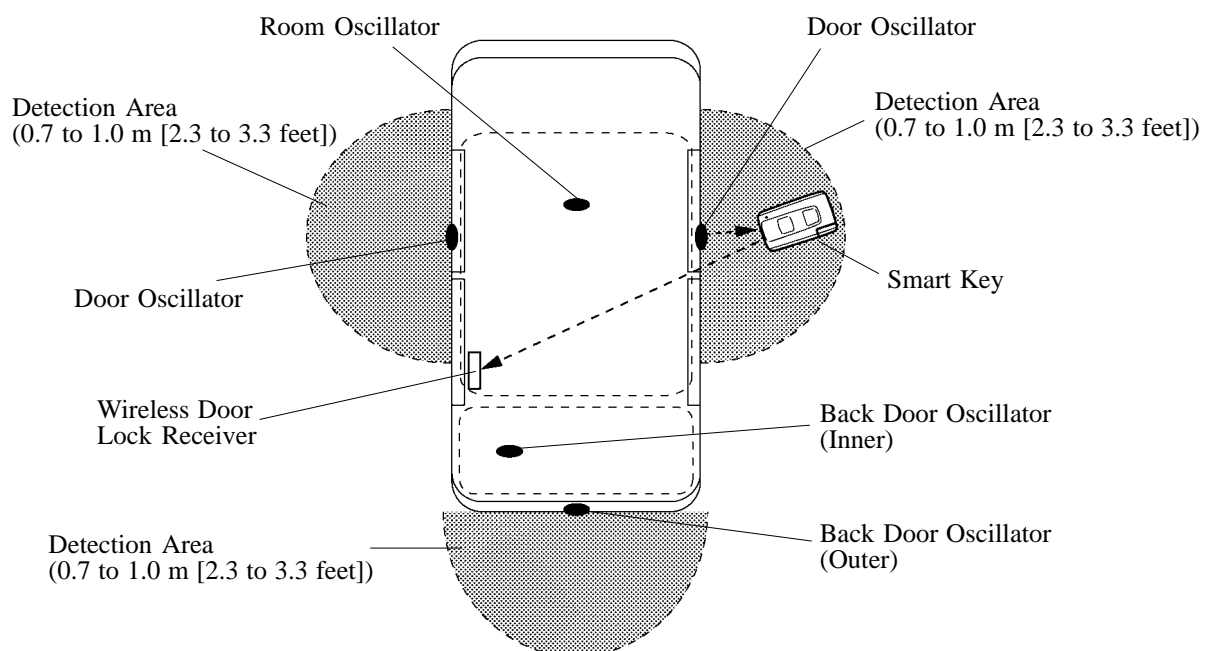 Room Oscillator
Door Oscillator
Detection Area
(0.7 to 1.0 m [2.3 to 3.3 feet])
Detection Area
(0.7 to 1.0 m [2.3 to 3.3 feet])
Smart Key
Door Oscillator
Wireless Door
Lock Receiver
Back Door Oscillator
(Inner)
Back Door Oscillator
(Outer)
Detection Area
(0.7 to 1.0 m [2.3 to 3.3 feet])